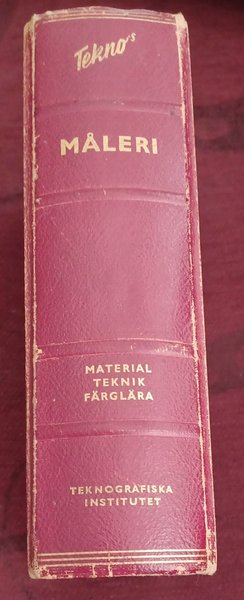 Tekno's
MÅLERI
MATERIAL
TEKNIK
FÄRGLÄRA
TEKNOGRAFISKA
INSTITUTET